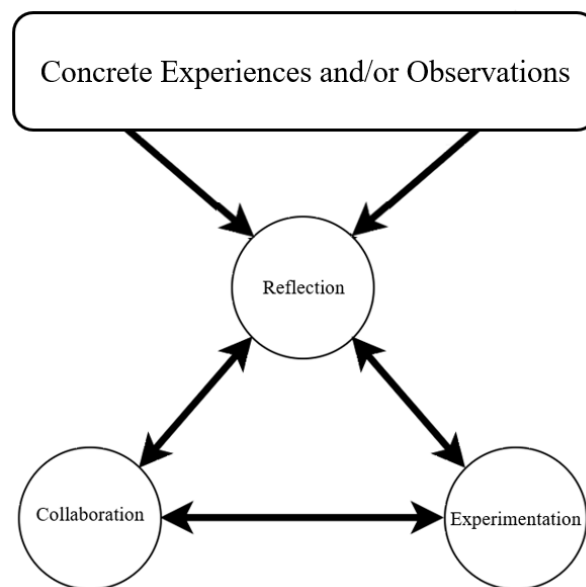 Concrete Experiences and/or Observations
Reflection
Collaboration
Experimentation